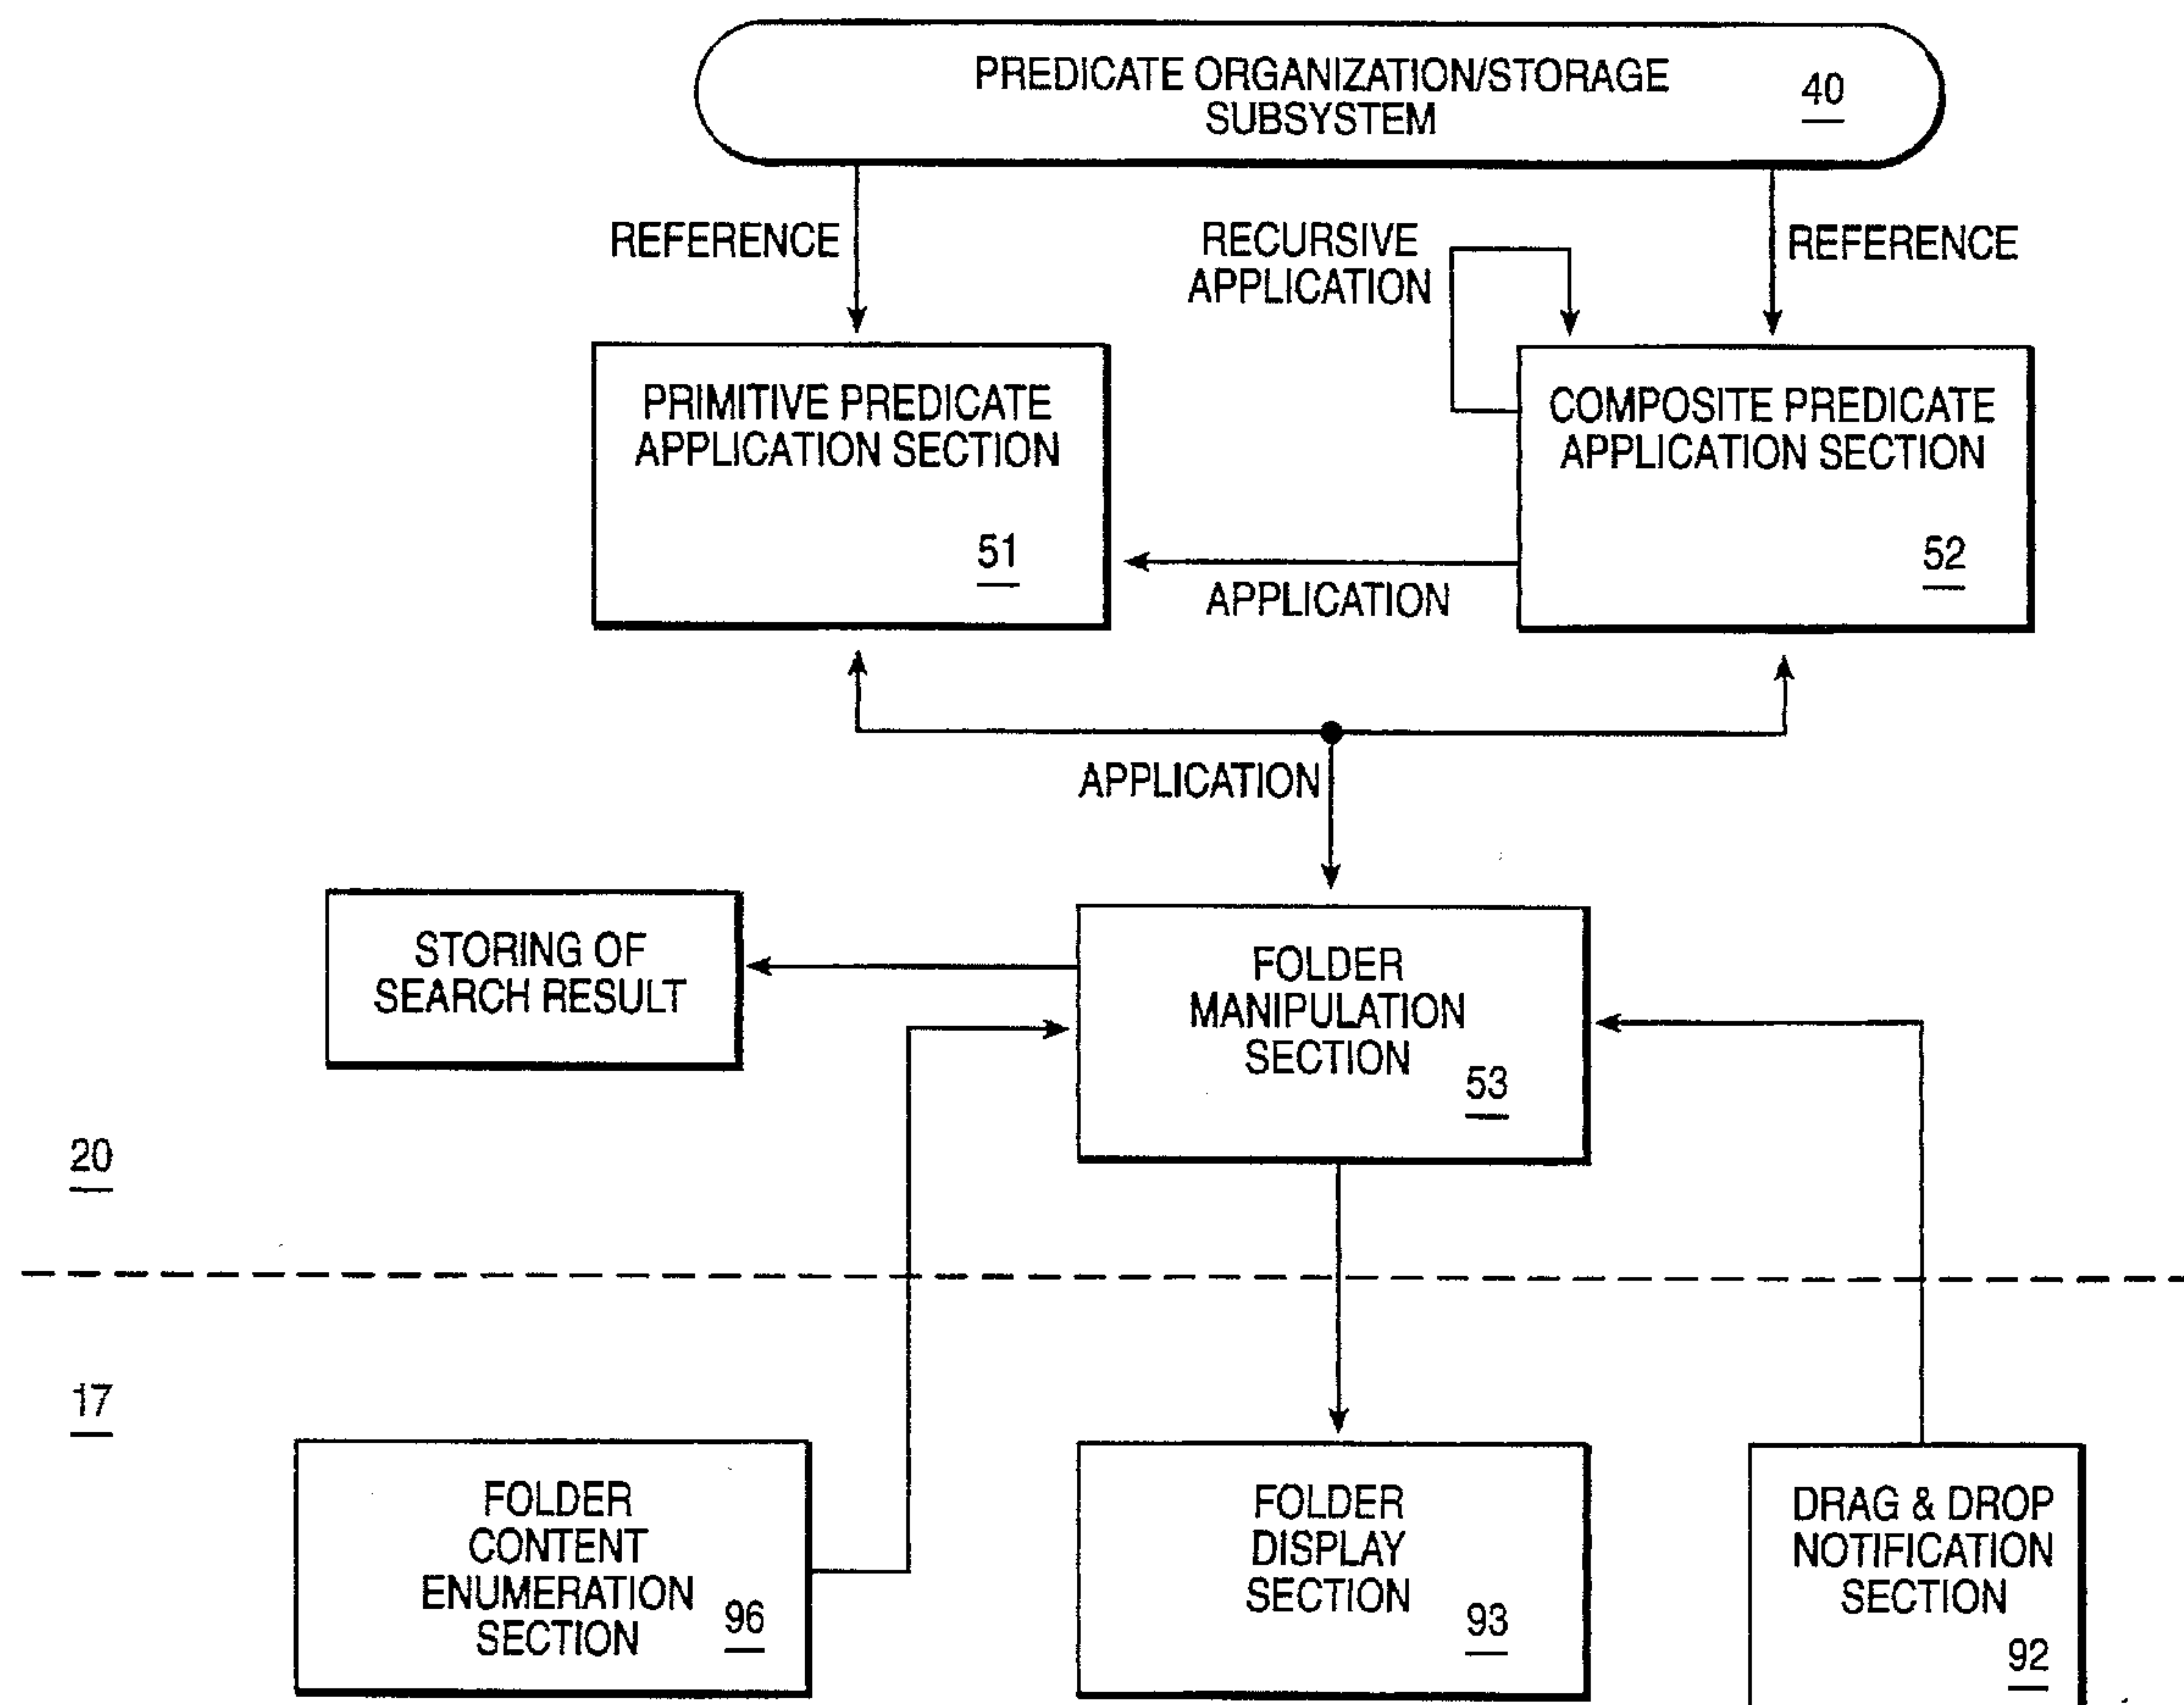 PREDICATE ORGANIZATION/STORAGE
SUBSYSTEM
40
REFERENCE
RECURSIVE
APPLICATION
REFERENCE
PRIMITIVE PREDICATE
APPLICATION SECTION
51
COMPOSITE PREDICATE
APPLICATION SECTION
52
APPLICATION
APPLICATION
STORING OF
SEARCH RESULT
FOLDER
MANIPULATION
SECTION
53
20
17
FOLDER
CONTENT
ENUMERATION
SECTION
96
FOLDER
DISPLAY
SECTION
93
DRAG & DROP
NOTIFICATION
SECTION
92